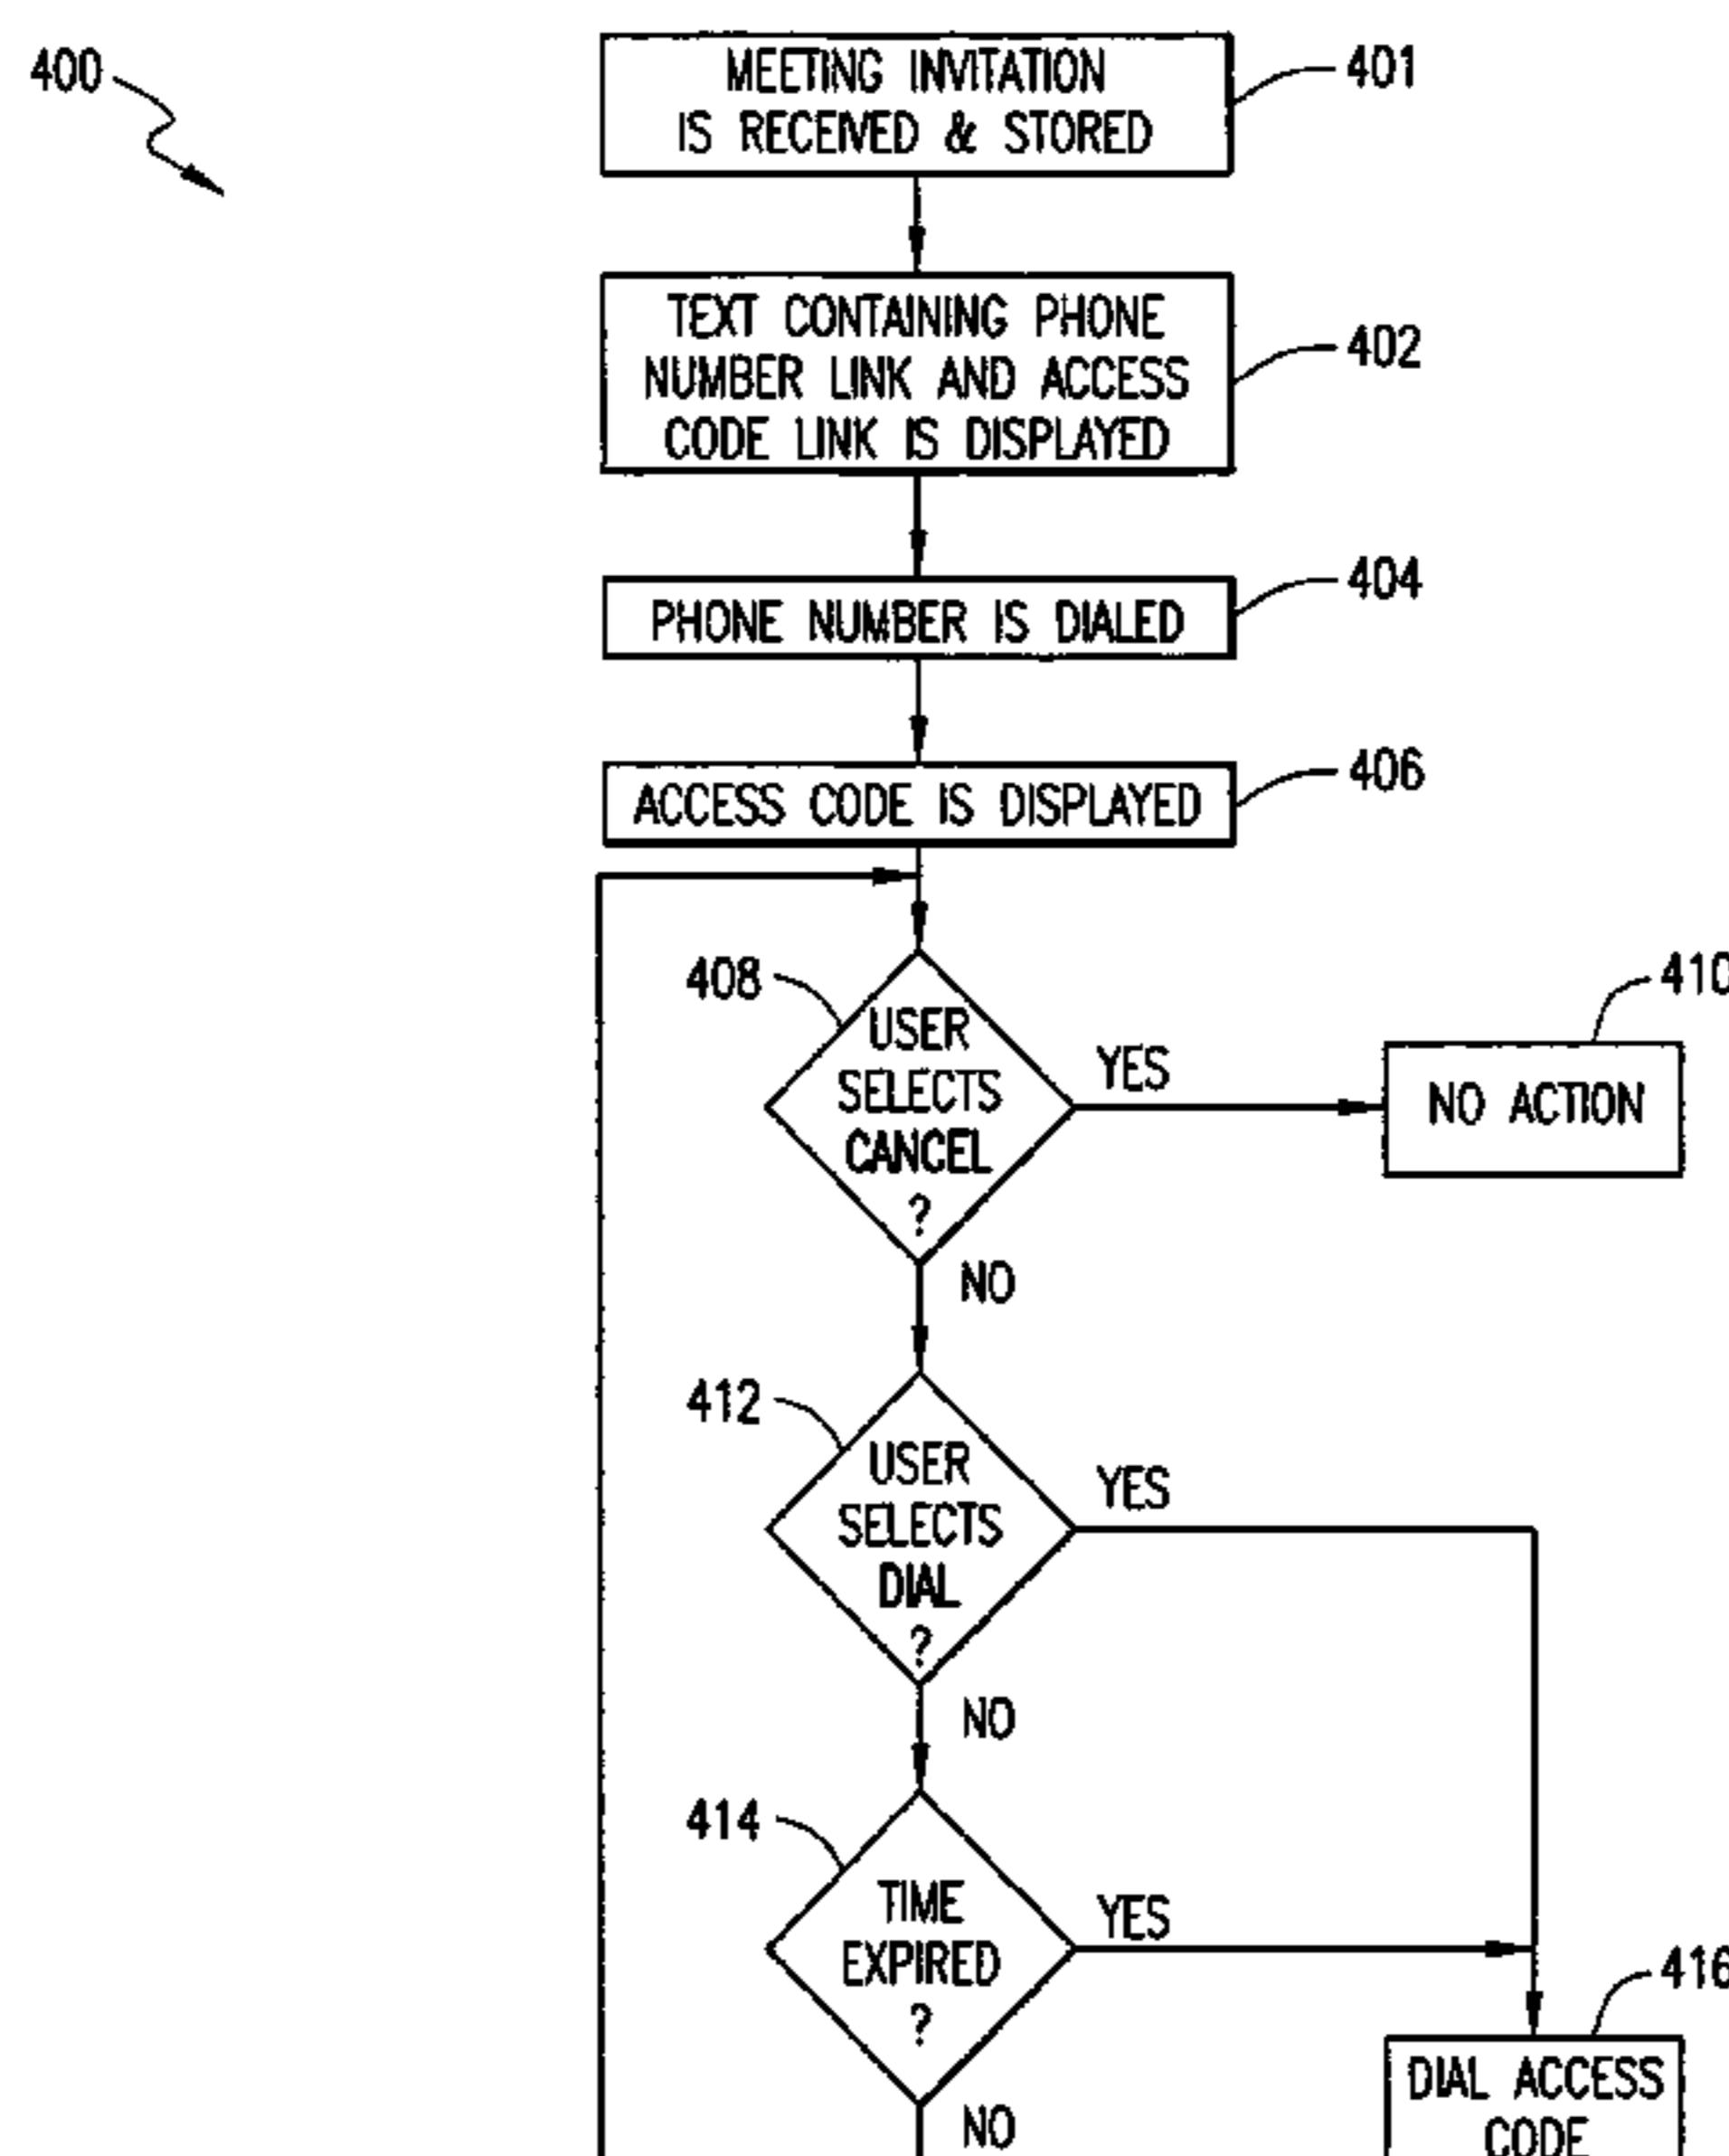 400
MEETING INVITATION
IS RECEIVED & STORED
401
TEXT CONTAINING PHONE
NUMBER LINK AND ACCESS
CODE LINK IS DISPLAYED
402
PHONE NUMBER IS DIALED
404
ACCESS CODE IS DISPLAYED
406
408
USER
SELECTS
CANCEL
?
YES
410
NO ACTION
NO
412
USER
SELECTS
DIAL
?
YES
NO
414
TIME
EXPIRED
?
YES
416
DIAL ACCESS
CODE
NO